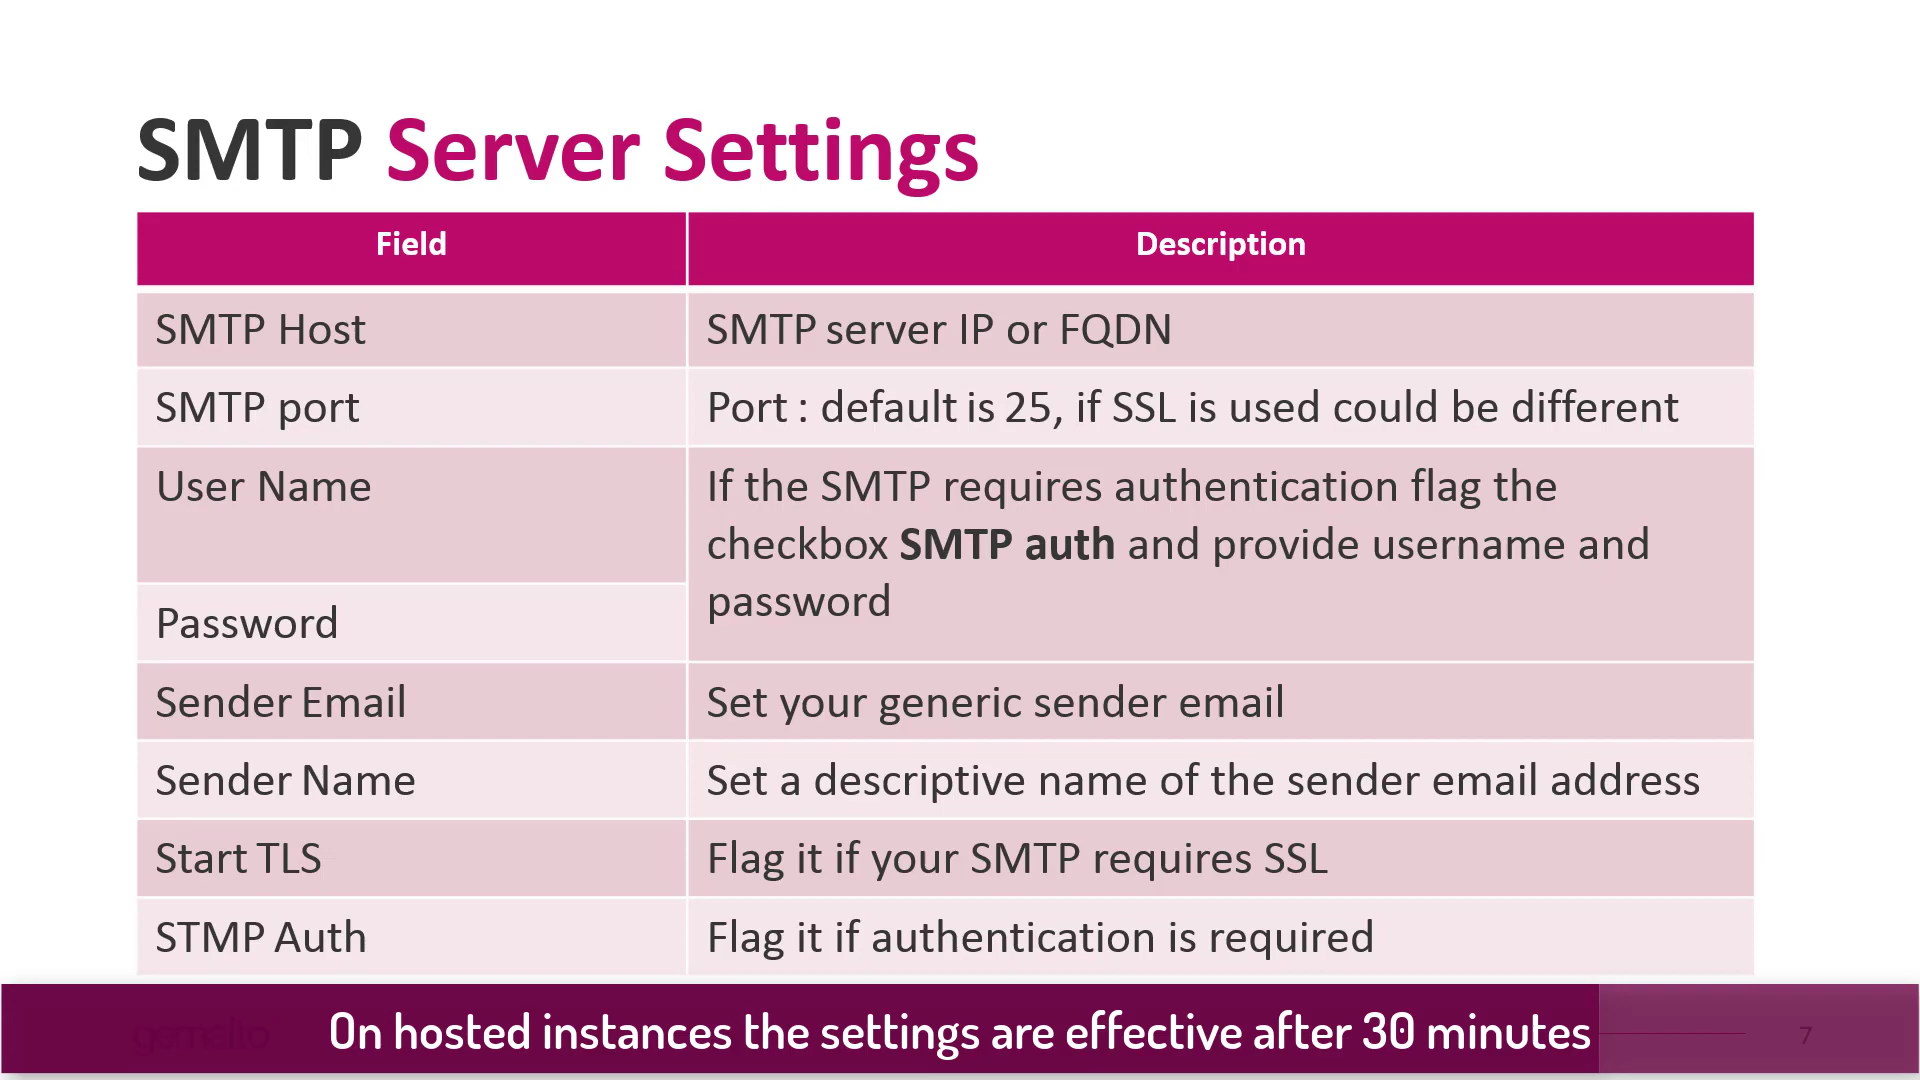 SMTP Server Settings
Field Description
SMTP Host SMTP server IP or FQDN
SMTP port Port : default is 25, if SSL is used could be different
User Name If the SMTP requires authentication flag the
checkbox SMTP auth and provide username and
password
Password
Sender Email Set your generic sender email
Sender Name Set a descriptive name of the sender email address
Start TLS Flag it if your SMTP requires SSL
STMP Auth Flag it if authentication is required
gemalto On hosted instances the settings are effective after 30 minutes 7